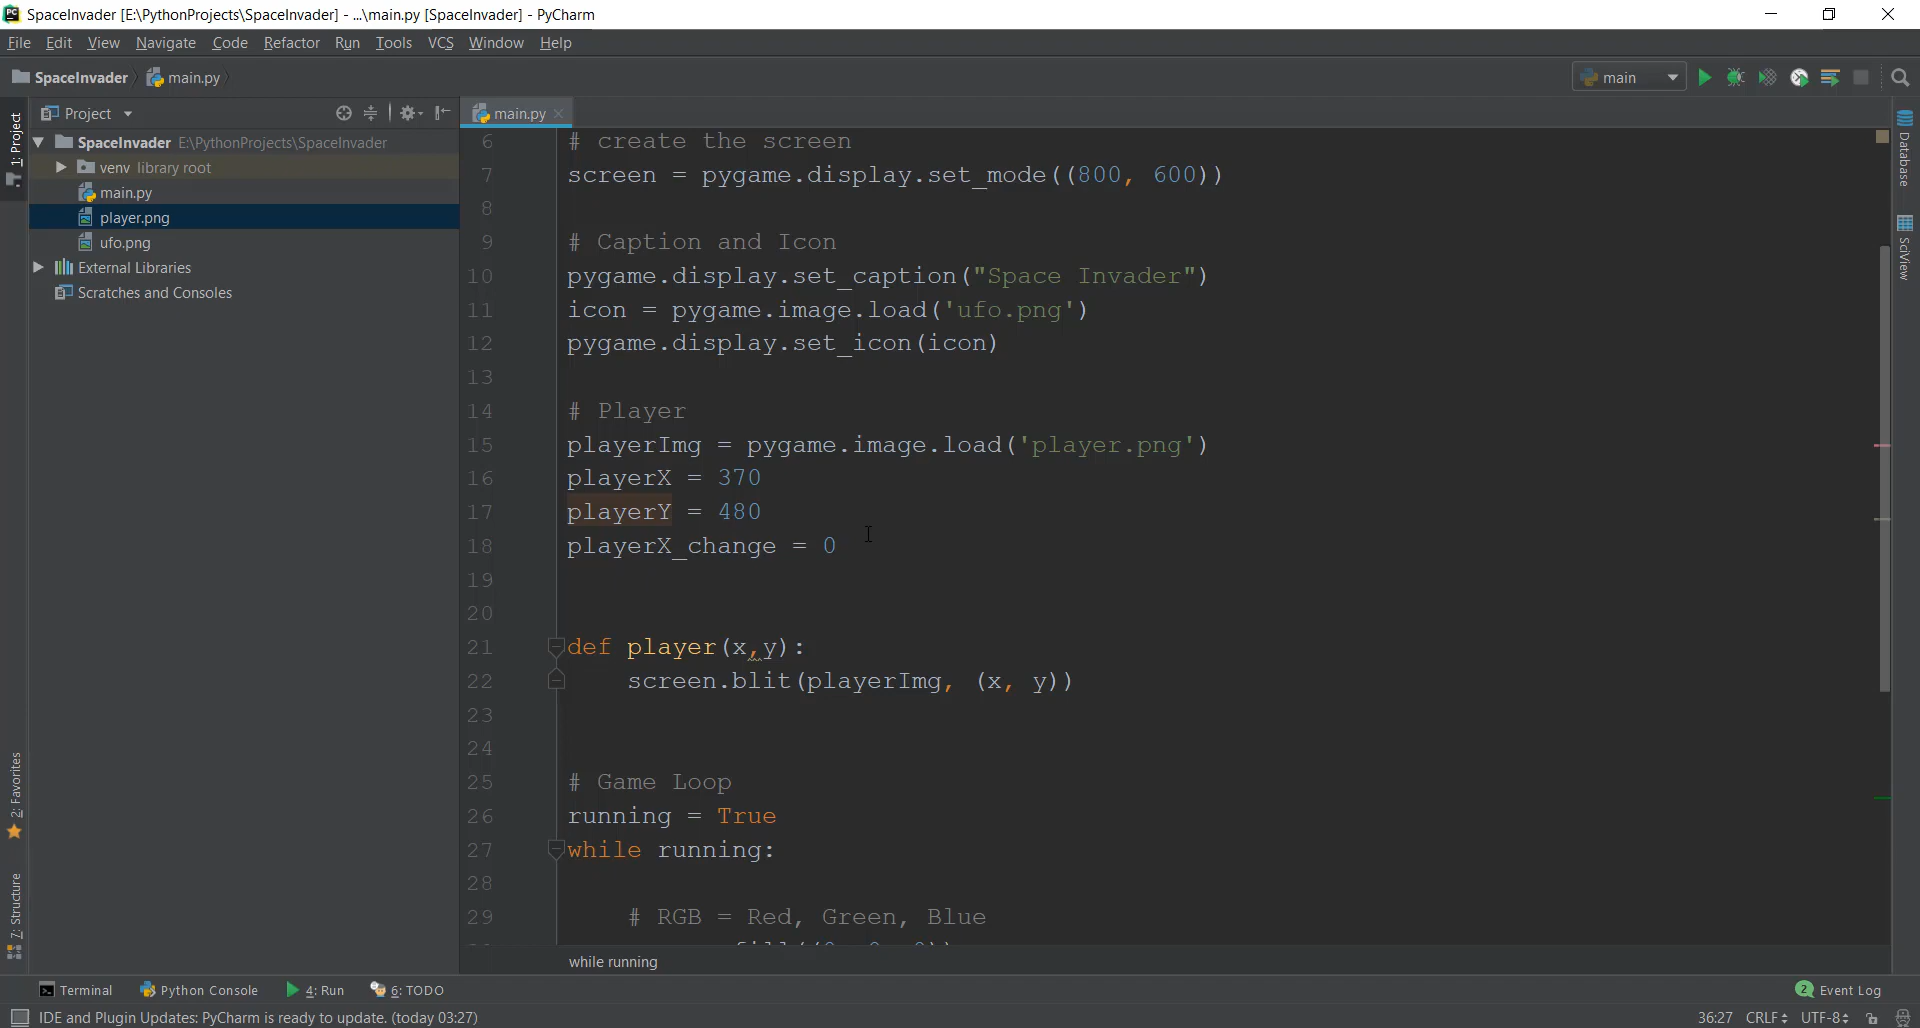 SpaceInvader [E:\PythonProjects\SpaceInvader] - ...\main.py [SpaceInvader] - PyCharm
File Edit View Navigate Code Refactor Run Tools VCS Window Help
SpaceInvader main.py main
Project main.py
SpaceInvader E:\PythonProjects\SpaceInvader
venv library root
main.py
player.png
ufo.png
External Libraries
Scratches and Consoles
1: Project
2: Favorites
7: Structure
6 # create the screen
7 screen = pygame.display.set_mode((800, 600))
8
9 # Caption and Icon
10 pygame.display.set_caption("Space Invader")
11 icon = pygame.image.load('ufo.png')
12 pygame.display.set_icon(icon)
13
14 # Player
15 playerImg = pygame.image.load('player.png')
16 playerX = 370
17 playerY = 480
18 playerX_change = 0
19
20
21 def player(x,y):
22 screen.blit(playerImg, (x, y))
23
24
25 # Game Loop
26 running = True
27 while running:
28
29 # RGB = Red, Green, Blue
while running
Database
SciView
Terminal Python Console 4: Run 6: TODO 2 Event Log
IDE and Plugin Updates: PyCharm is ready to update. (today 03:27) 36:27 CRLF UTF-8